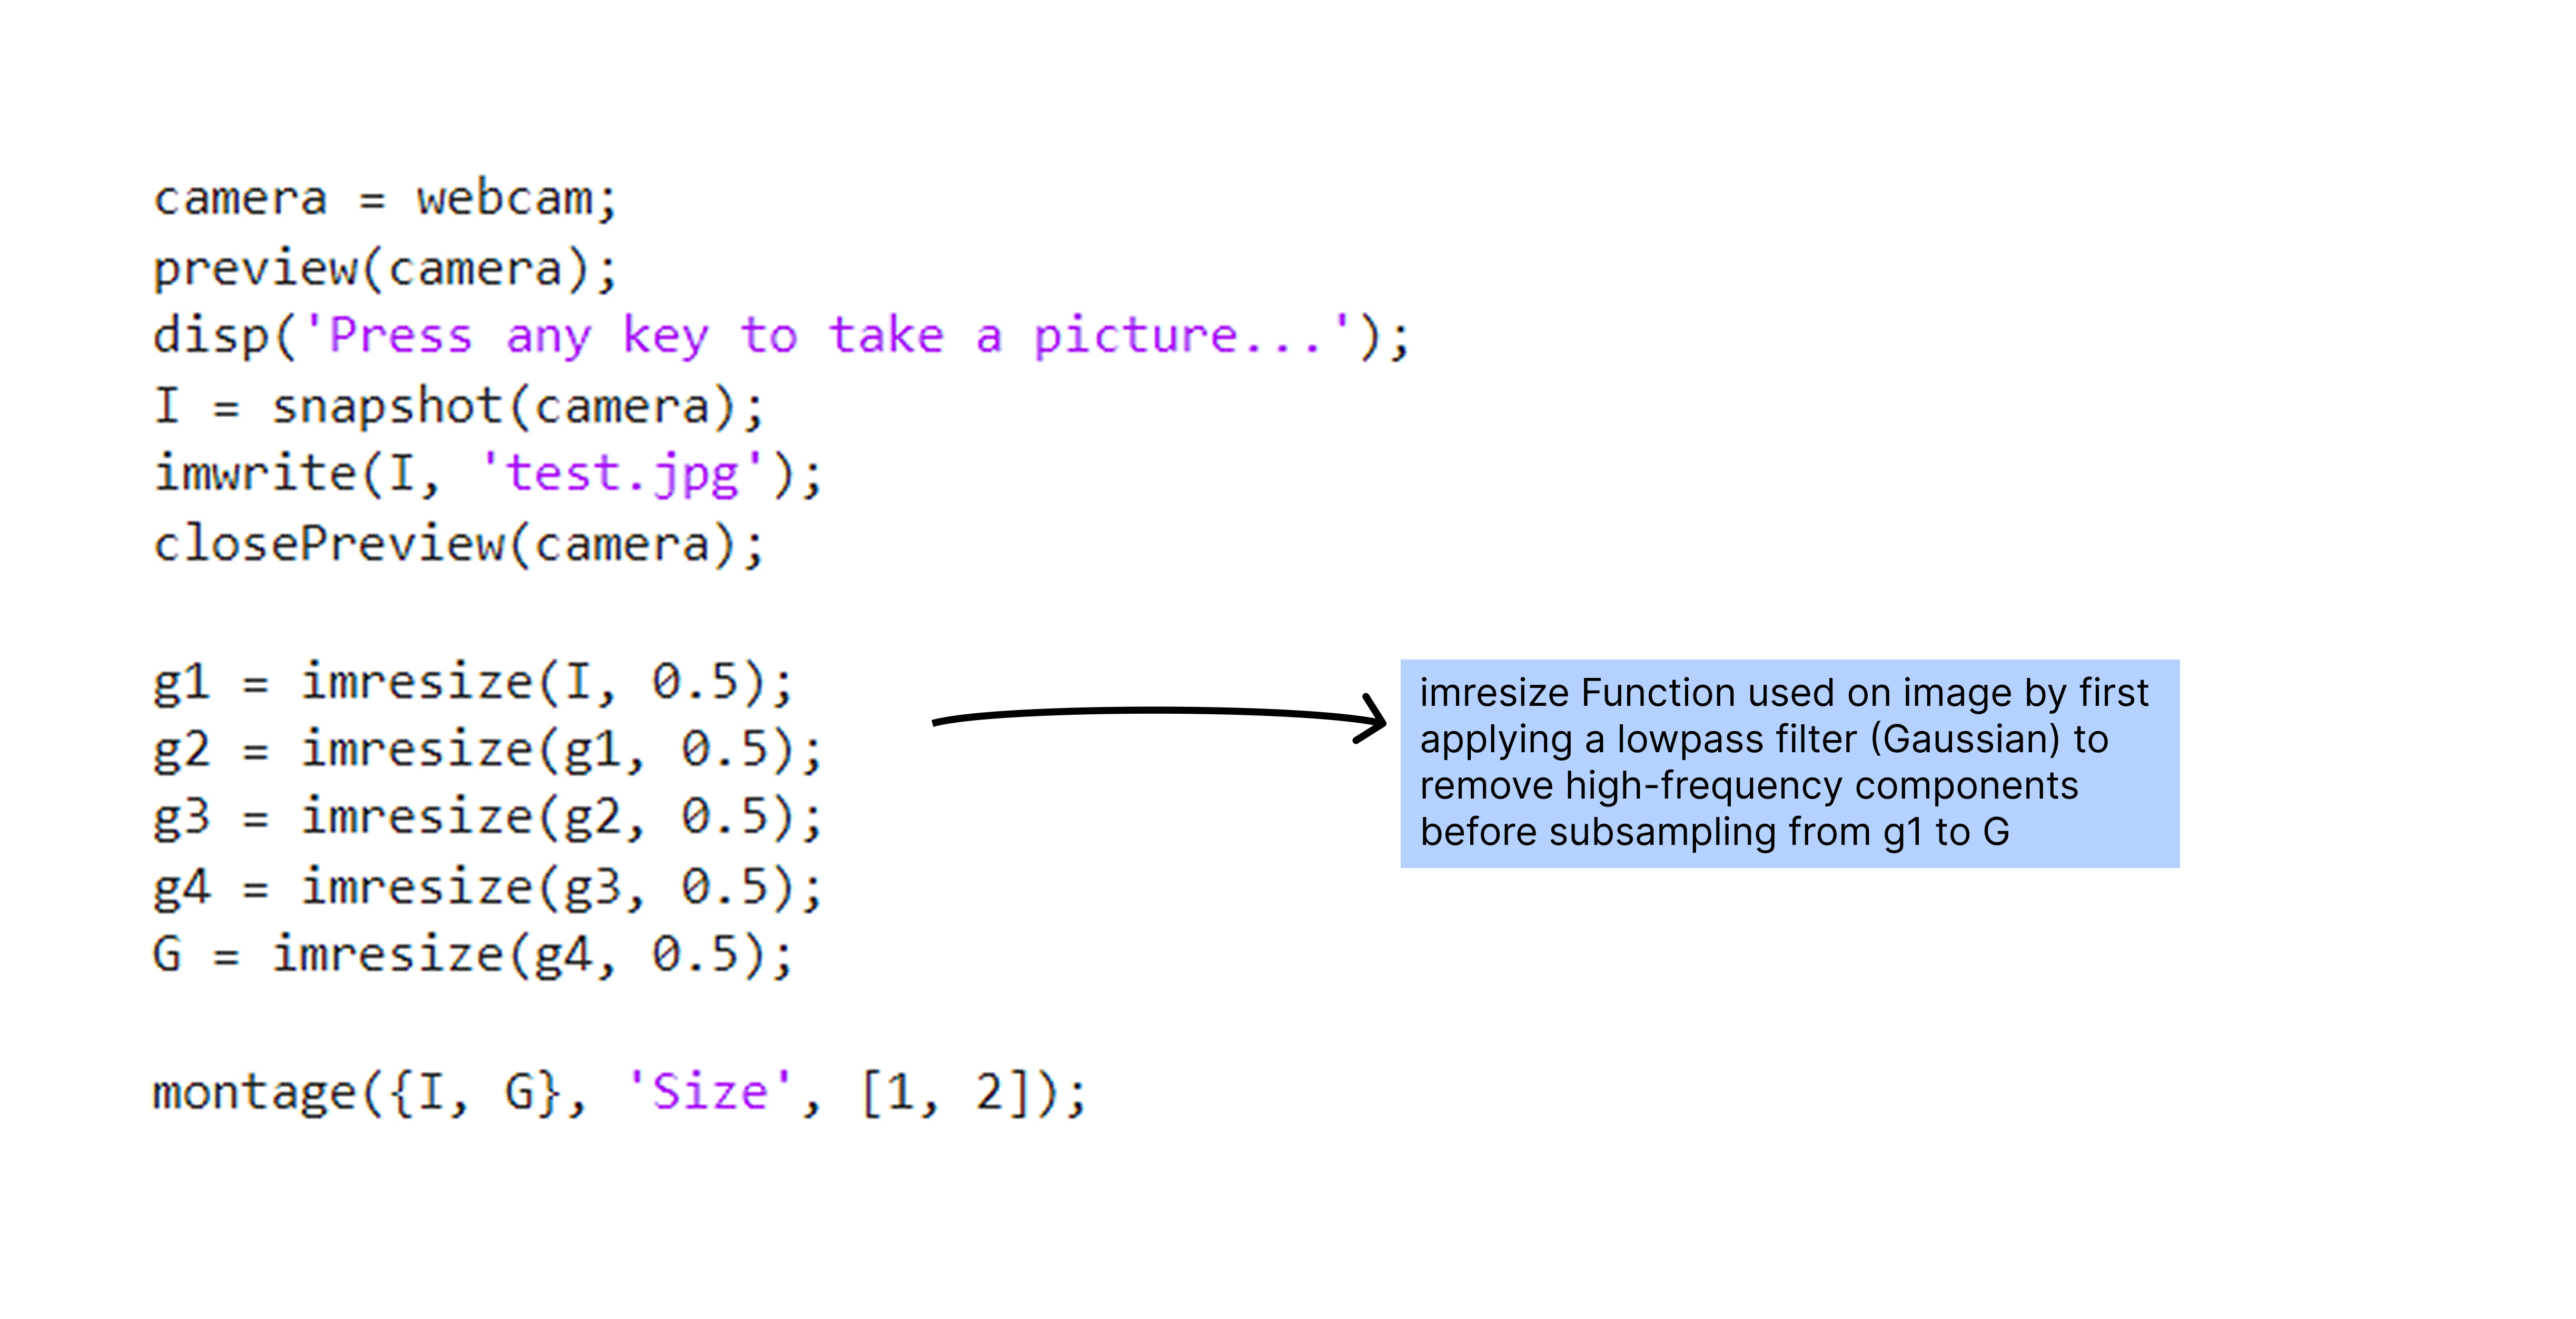 camera = webcam;
preview(camera);
disp('Press any key to take a picture...');
I = snapshot(camera);
imwrite(I, 'test.jpg');
closePreview(camera);
g1 = imresize(I, 0.5);
g2 = imresize(g1, 0.5);
g3 = imresize(g2, 0.5);
g4 = imresize(g3, 0.5);
G = imresize(g4, 0.5);
imresize Function used on image by first
applying a lowpass filter (Gaussian) to
remove high-frequency components
before subsampling from g1 to G
montage({I, G}, 'Size', [1, 2]);